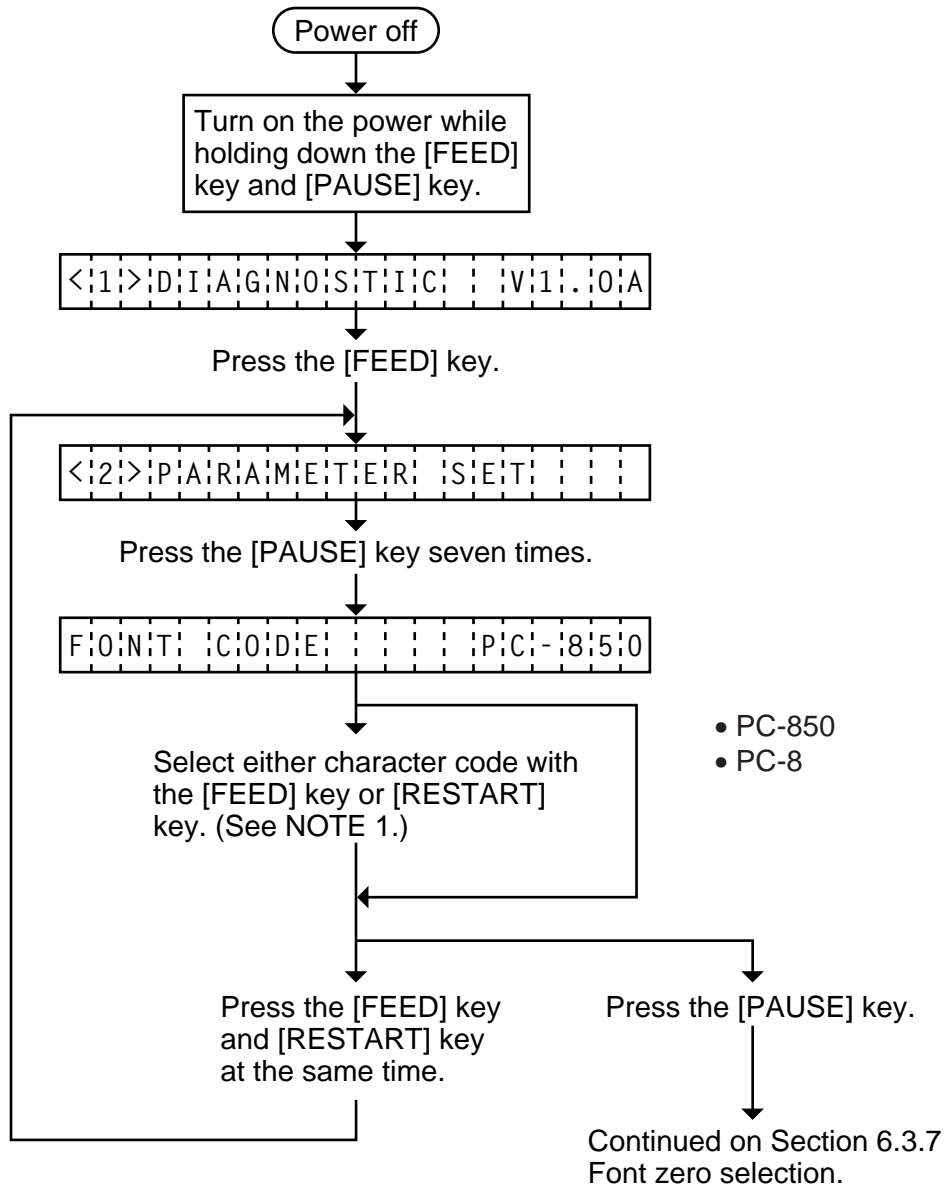 Power off
Turn on the power while
holding down the [FEED]
key and [PAUSE] key.
<1>DIAGNOSTIC  V1.0A
Press the [FEED] key.
<2>PARAMETER SET
Press the [PAUSE] key seven times.
FONT CODE    PC-850
• PC-850
• PC-8
Select either character code with
the [FEED] key or [RESTART]
key. (See NOTE 1.)
Press the [FEED] key
and [RESTART] key
at the same time.
Press the [PAUSE] key.
Continued on Section 6.3.7
Font zero selection.